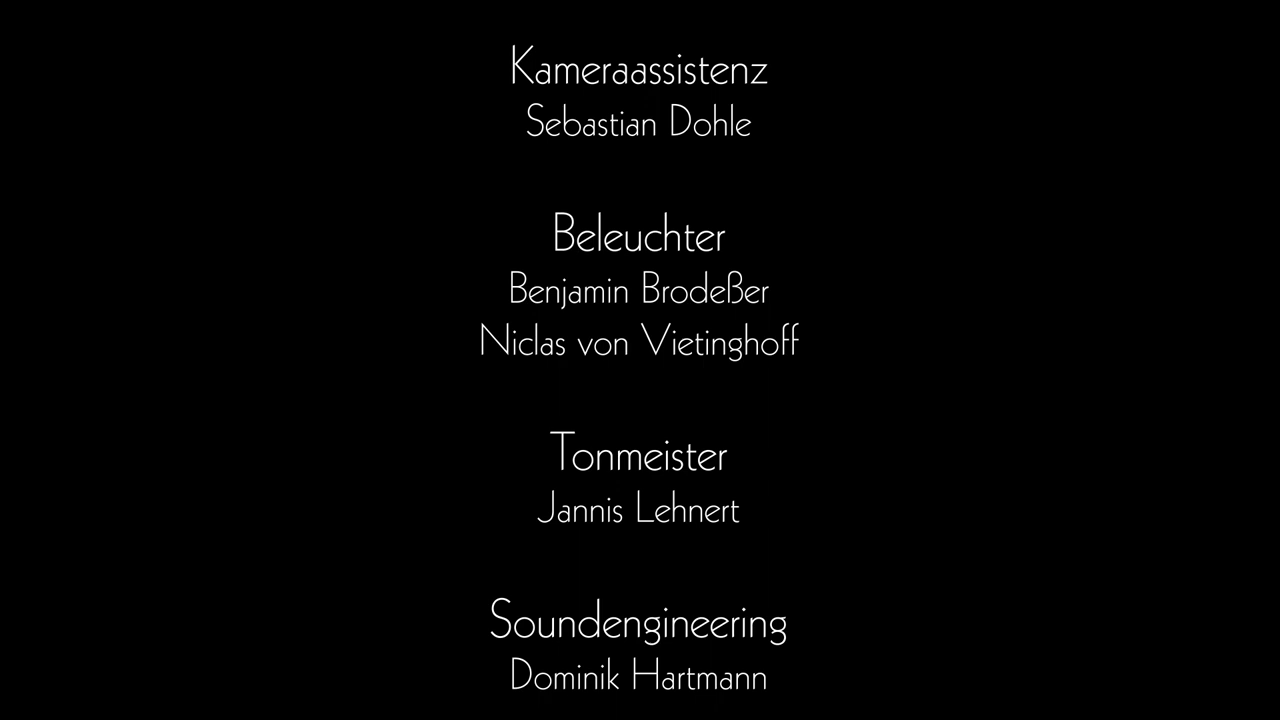 Kameraassistenz
Sebastian Dohle
Beleuchter
Benjamin Brodeßer
Niclas von Vietinghoff
Tonmeister
Jannis Lehnert
Soundengineering
Dominik Hartmann